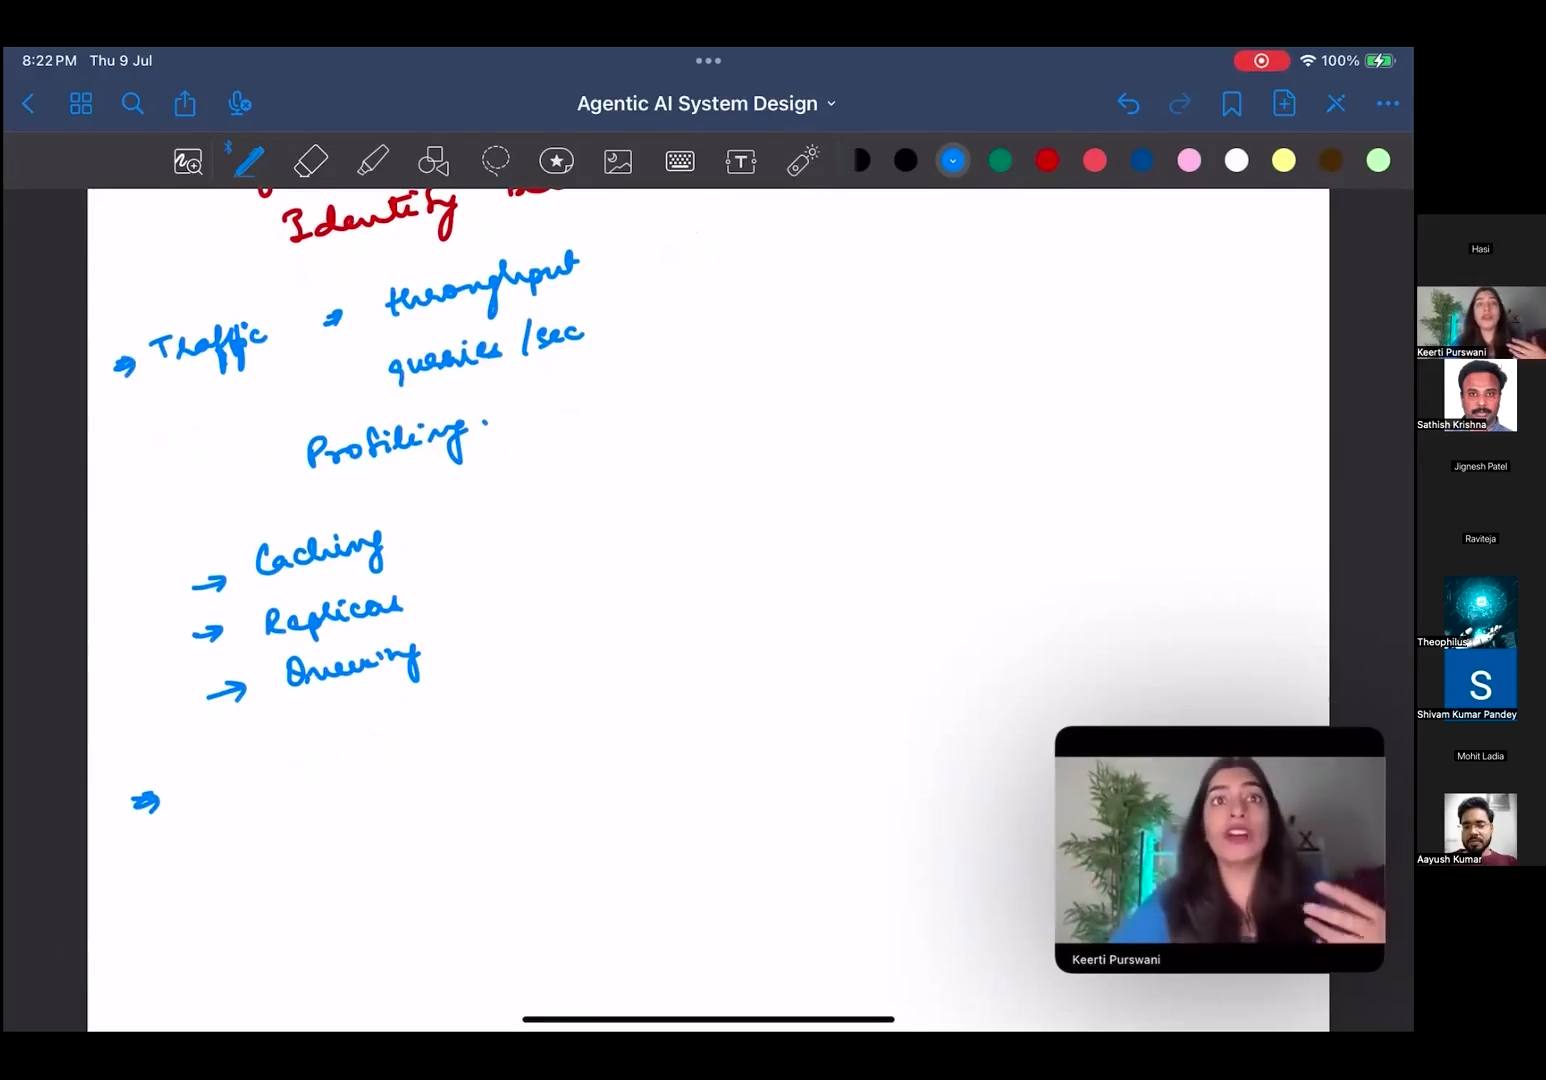 8:22 PM Thu 9 Jul
100%
Agentic AI System Design
T
Identify
Traffic
throughput
queries /sec
Profiling.
Caching
Replicas
Queuing
Keerti Purswani
Hasi
Keerti Purswani
Sathish Krishna
Jignesh Patel
Raviteja
Theophilus
S
Shivam Kumar Pandey
Mohit Ladia
Aayush Kumar